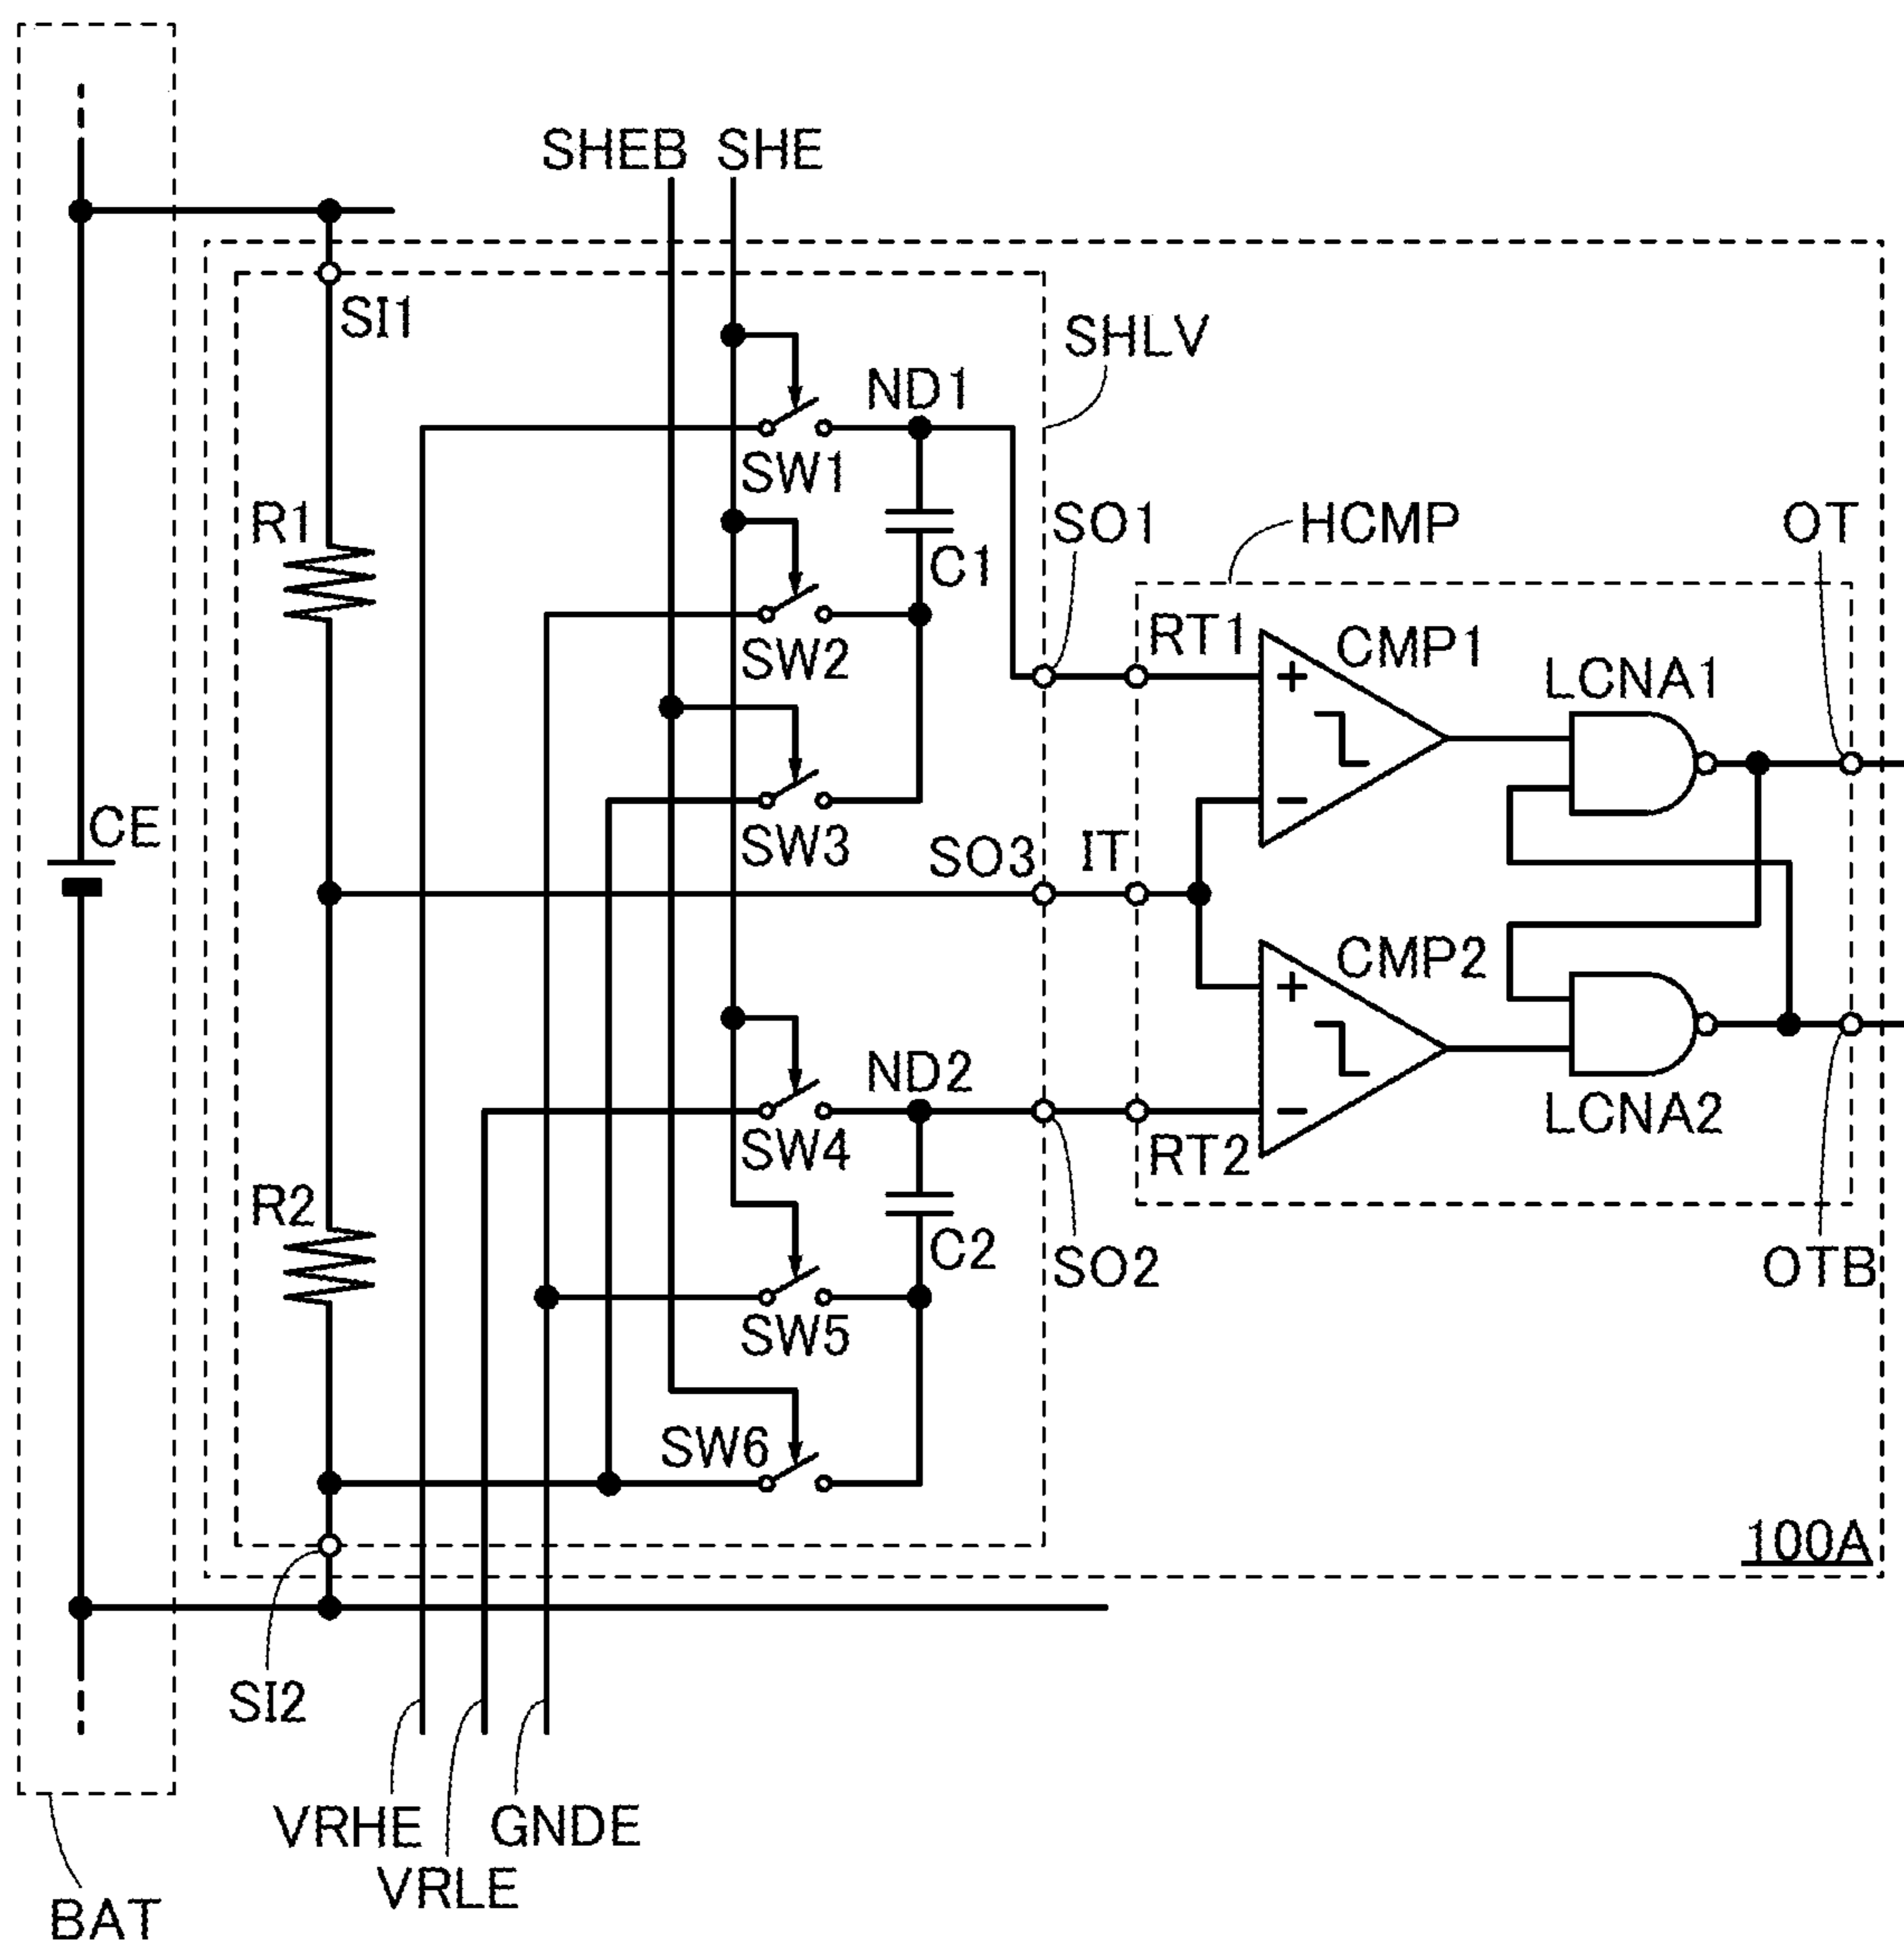 SHEB SHE
SI1
SHLV
ND1
SW1
R1
SO1
HCMP
OT
C1
RT1
CMP1
SW2
LCNA1
+
CE
−
SW3
SO3
IT
CMP2
+
ND2
SW4
RT2
−
LCNA2
R2
C2
SO2
OTB
SW5
SW6
100A
SI2
VRHE
GNDE
VRLE
BAT